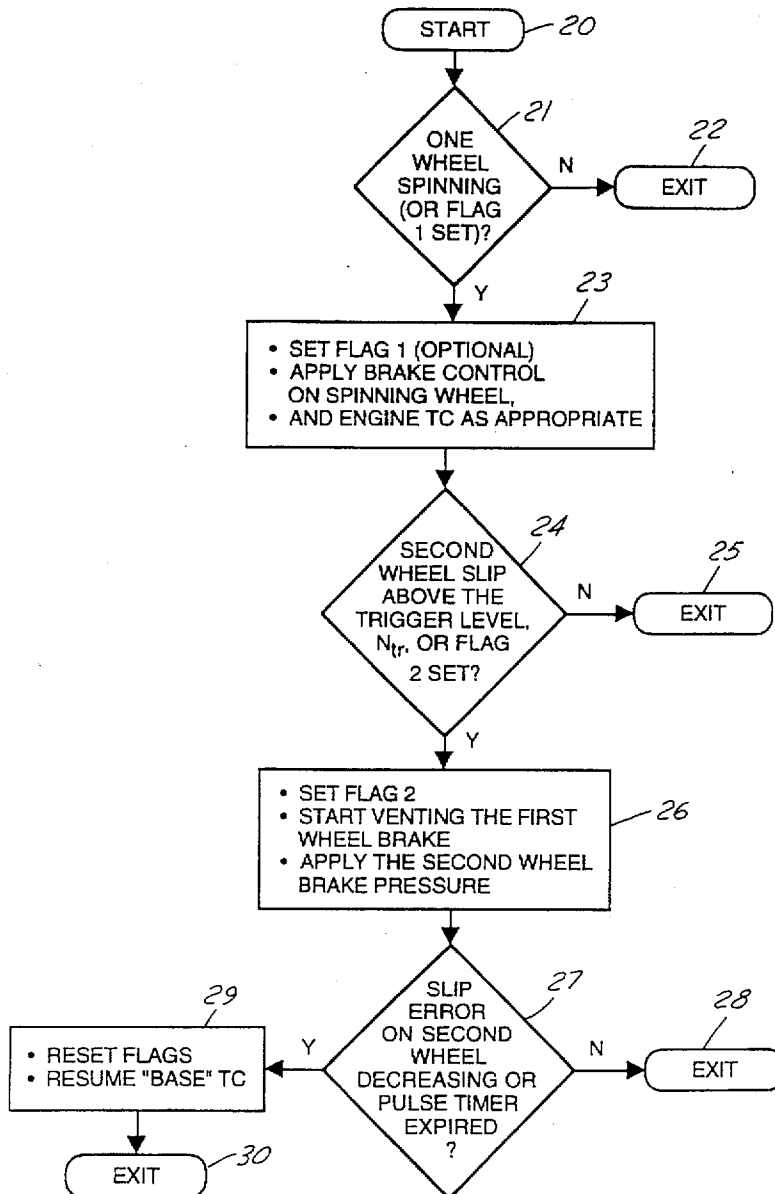 START
20
21
ONE
WHEEL
SPINNING
(OR FLAG
1 SET)?
N
22
EXIT
Y
23
• SET FLAG 1 (OPTIONAL)
• APPLY BRAKE CONTROL
ON SPINNING WHEEL,
• AND ENGINE TC AS APPROPRIATE
24
SECOND
WHEEL SLIP
ABOVE THE
TRIGGER LEVEL,
Ntr, OR FLAG
2 SET?
N
25
EXIT
Y
• SET FLAG 2
• START VENTING THE FIRST
WHEEL BRAKE
• APPLY THE SECOND WHEEL
BRAKE PRESSURE
26
27
SLIP
ERROR
ON SECOND
WHEEL
DECREASING OR
PULSE TIMER
EXPIRED
?
N
28
EXIT
Y
29
• RESET FLAGS
• RESUME "BASE" TC
EXIT
30